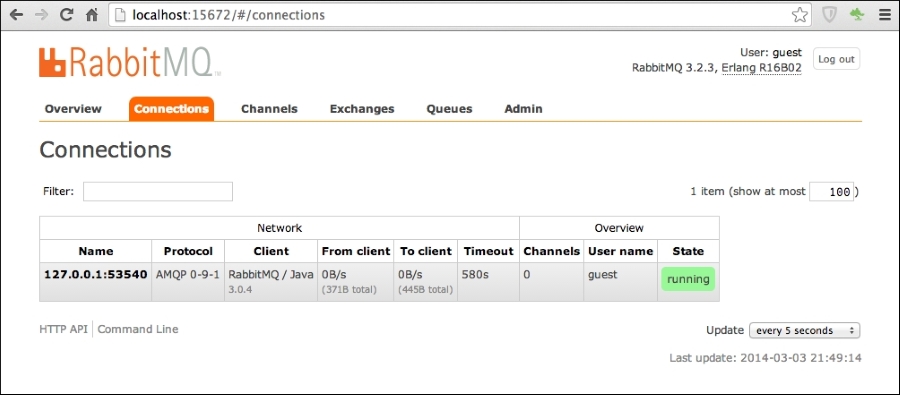 localhost:15672/#/connections
RabbitMQ™
User: guest
RabbitMQ 3.2.3, Erlang R16B02
Log out
Overview Connections Channels Exchanges Queues Admin
Connections
Filter: 1 item (show at most 100)
Network Overview
Name Protocol Client From client To client Timeout Channels User name State
127.0.0.1:53540 AMQP 0-9-1 RabbitMQ / Java 0B/s 0B/s 580s 0 guest running
3.0.4 (371B total) (445B total)
HTTP API Command Line Update every 5 seconds
Last update: 2014-03-03 21:49:14